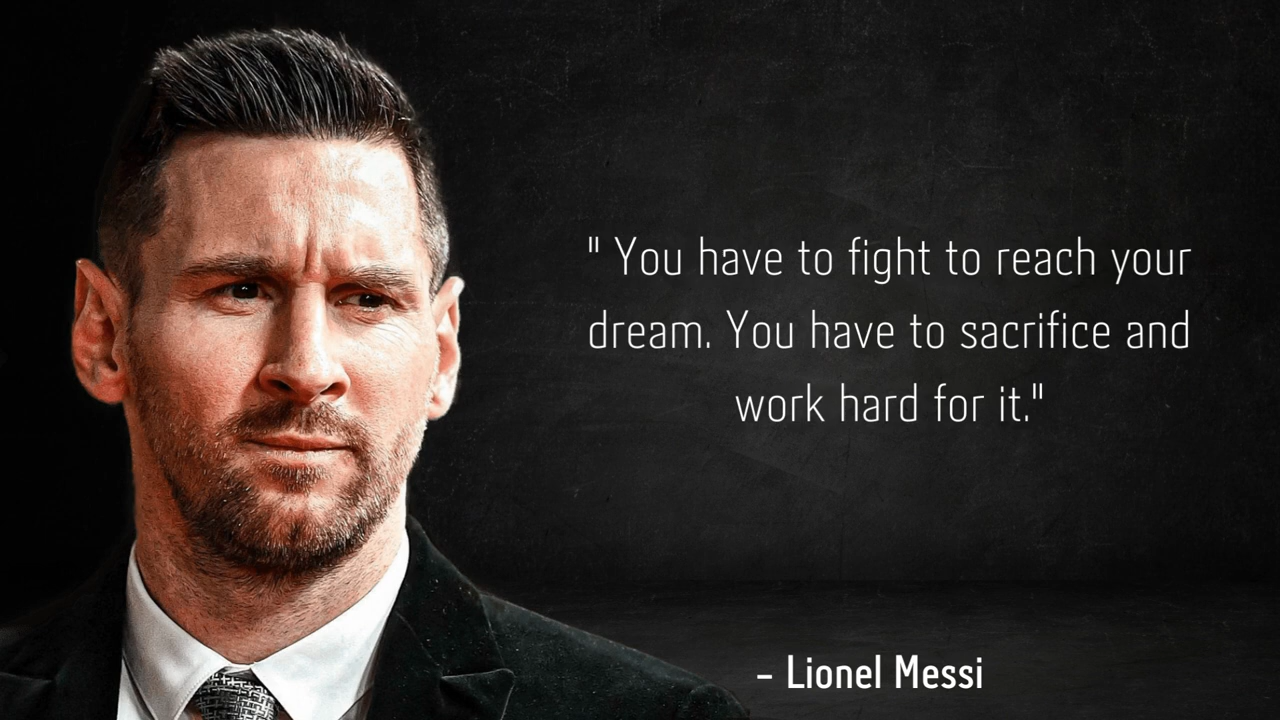 " You have to fight to reach your
dream. You have to sacrifice and
work hard for it."
- Lionel Messi